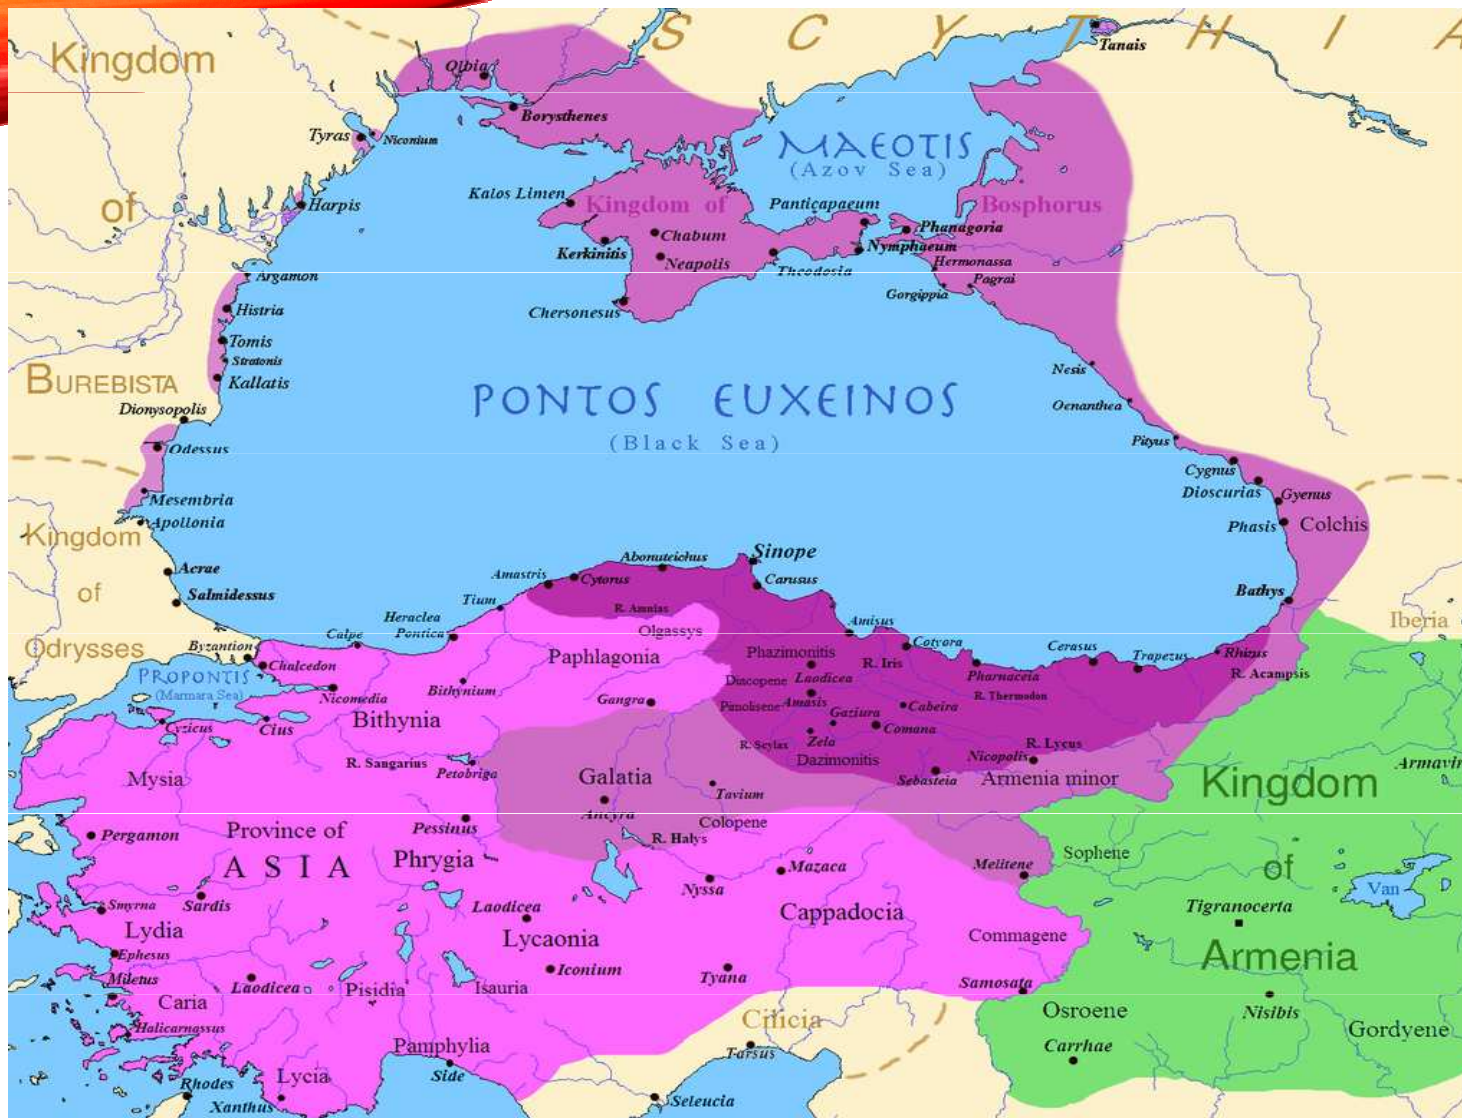 S C Y T H I A
Kingdom
of
BUREBISTA
Kingdom
of
Odrysses
Tanais
Olbia
Borysthenes
Tyras
Niconium
Harpis
MAEOTIS
(Azov Sea)
Kalos Limen
Kingdom of
Bosphorus
Panticapaeum
Phanagoria
Chabum
Kerkinitis
Neapolis
Nymphaeum
Theodosia
Hermonassa
Pagrai
Gorgippia
Chersonesus
Argamon
Histria
Tomis
Stratonis
Kallatis
Dionysopolis
Odessus
Mesembria
Apollonia
Acrae
Salmidessus
PONTOS EUXEINOS
(Black Sea)
Nesis
Oenanthea
Pityus
Cygnus
Dioscurias
Gyenus
Phasis
Colchis
Bathys
Iberia
Sinope
Abonuteichus
Amastris
Cytorus
Carusus
Tium
R. Amnias
Heraclea
Pontica
Olgassys
Amisus
Calpe
Byzantion
Chalcedon
PROPONTIS
(Marmara Sea)
Nicomedia
Paphlagonia
Bithynium
Phazimonitis
R. Iris
Cotyora
Cerasus
Trapezus
Rhizus
R. Acampsis
Laodicea
Pharnaceia
R. Thermodon
Gangra
Pimolisene
Amasis
Gaziura
Cabeira
Comana
Bithynia
Cyzicus
Cius
R. Scylax
Zela
Dazimonitis
Nicopolis
R. Lycus
Sebasteia
Armenia minor
R. Sangarius
Petobriga
Mysia
Galatia
Tavium
Ancyra
Colopene
Kingdom
of
Armenia
Armavir
Pergamon
Province of
ASIA
Pessinus
Phrygia
R. Halys
Mazaca
Melitene
Sophene
Nyssa
Van
Smyrna
Sardis
Lydia
Laodicea
Lycaonia
Cappadocia
Tigranocerta
Commagene
Ephesus
Miletus
Laodicea
Iconium
Tyana
Samosata
Caria
Pisidia
Isauria
Nisibis
Halicarnassus
Pamphylia
Cilicia
Osroene
Gordyene
Carrhae
Tarsus
Lycia
Side
Rhodes
Xanthus
Seleucia